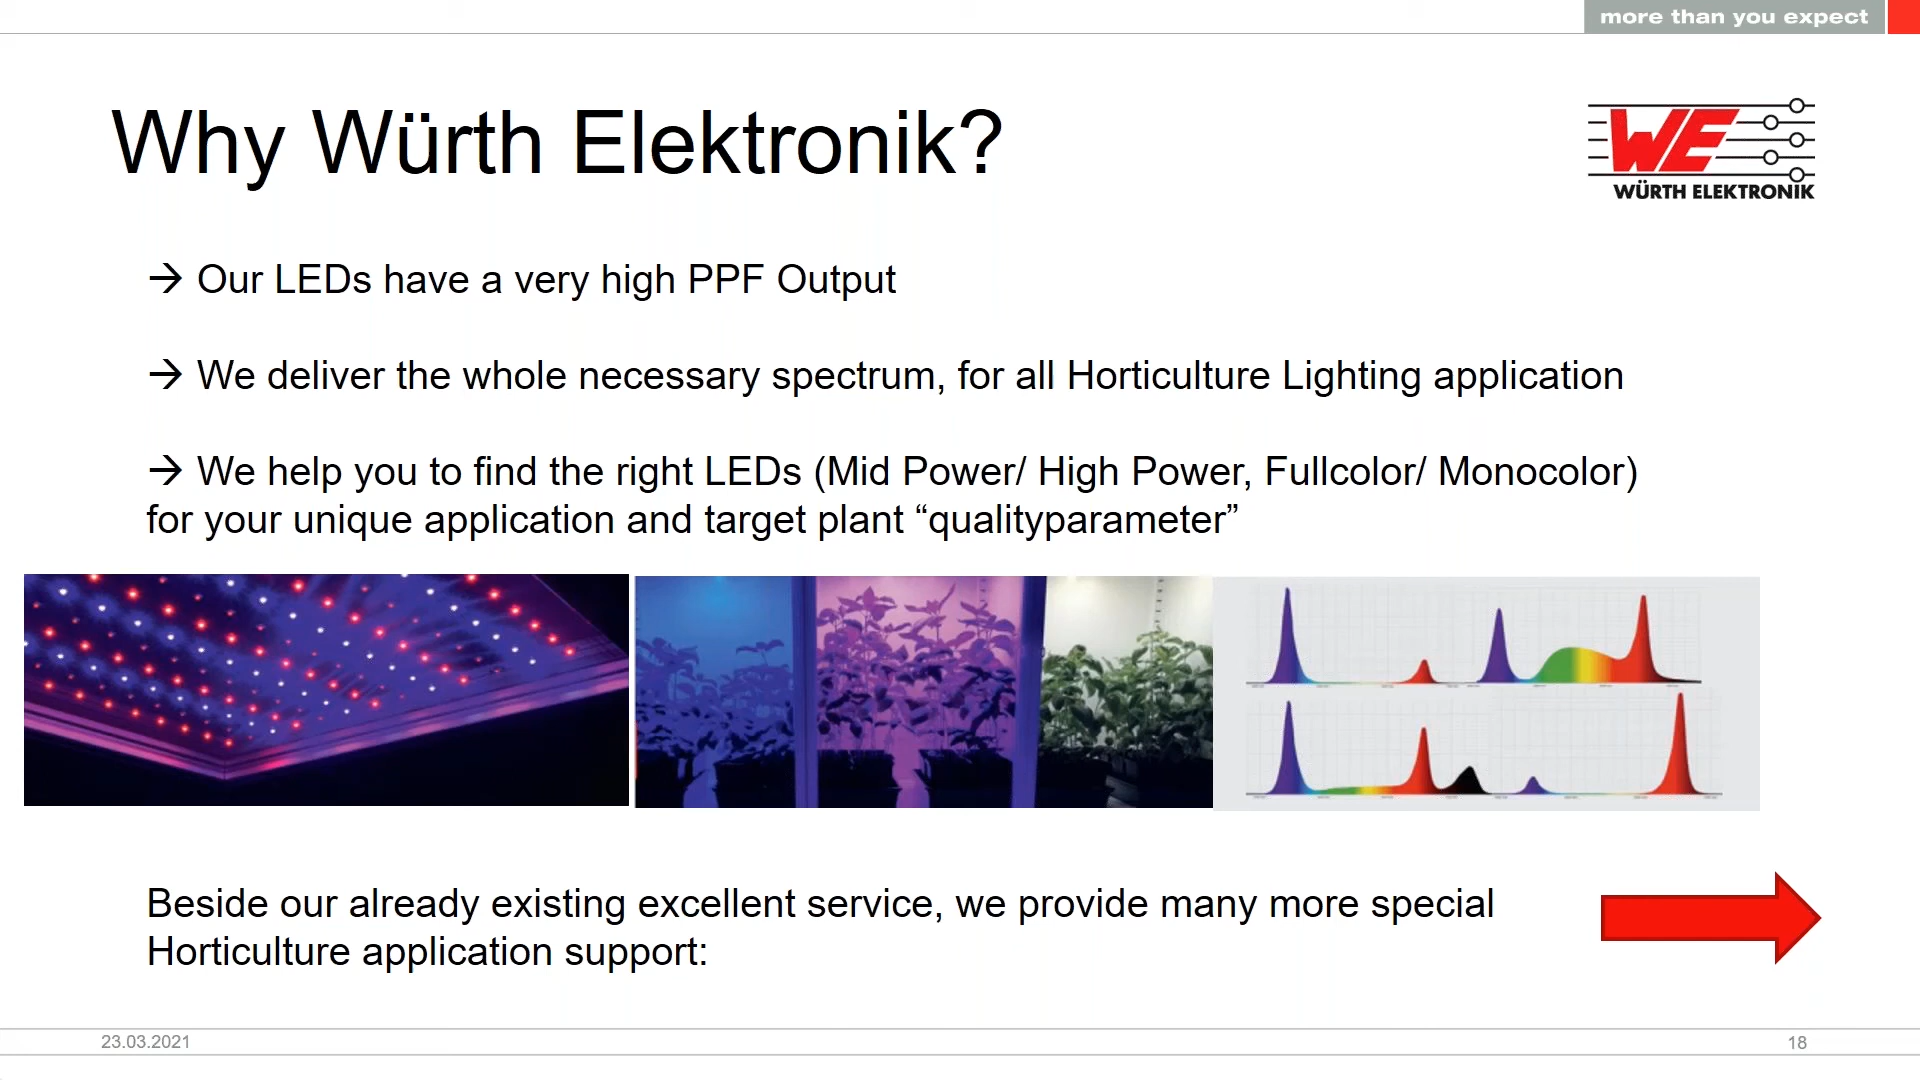 more than you expect
Why Würth Elektronik?
WE
WÜRTH ELEKTRONIK
→ Our LEDs have a very high PPF Output
→ We deliver the whole necessary spectrum, for all Horticulture Lighting application
→ We help you to find the right LEDs (Mid Power/ High Power, Fullcolor/ Monocolor)
for your unique application and target plant “qualityparameter”
Beside our already existing excellent service, we provide many more special
Horticulture application support:
23.03.2021
18